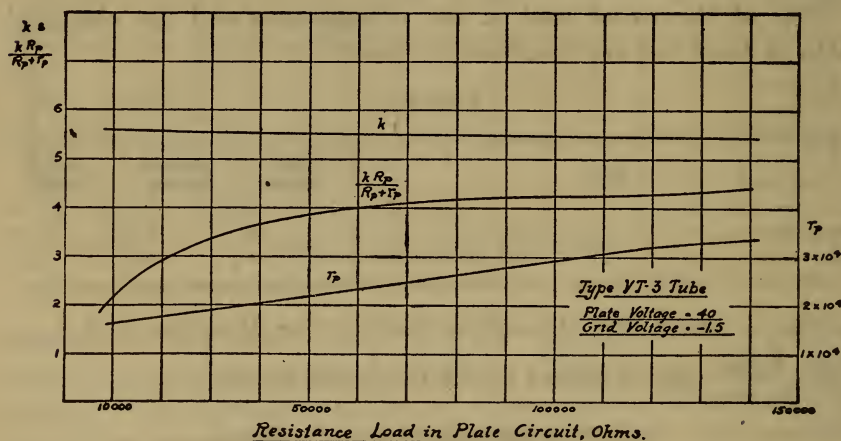 k &
k Rp
Rp+rp
6
5
4
3
2
1
k
k Rp
Rp+rp
rp
rp
3×10⁴
2×10⁴
1×10⁴
Type VT-3 Tube
Plate Voltage = 40
Grid Voltage = -1.5
10000
50000
100000
150000
Resistance Load in Plate Circuit, Ohms.